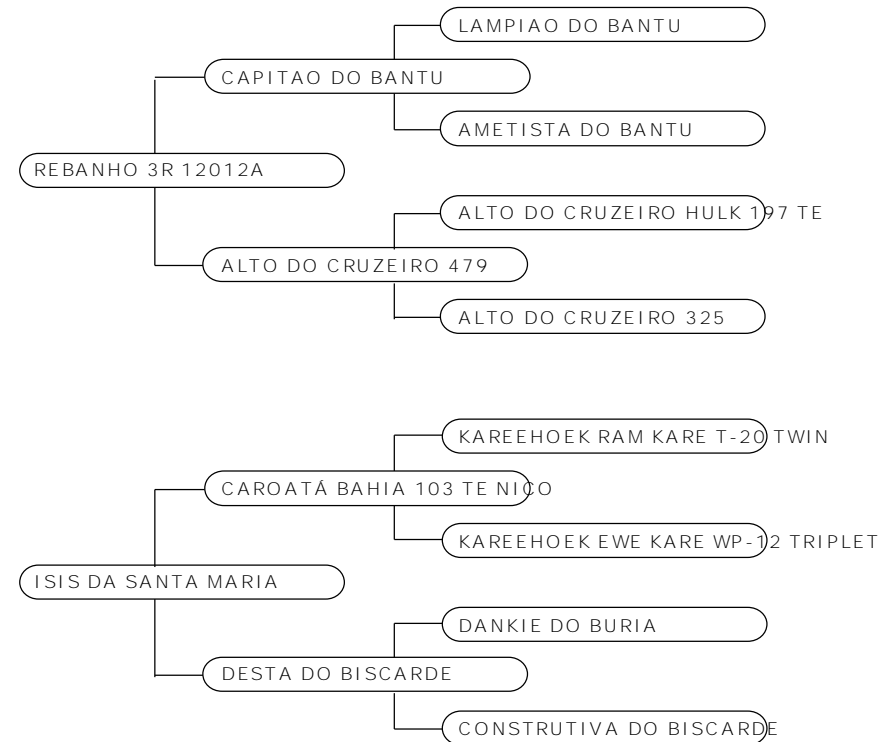 LAMPIAO DO BANTU
CAPITAO DO BANTU
AMETISTA DO BANTU
REBANHO 3R 12012A
ALTO DO CRUZEIRO HULK 197 TE
ALTO DO CRUZEIRO 479
ALTO DO CRUZEIRO 325
KAREEHOEK RAM KARE T-20 TWIN
CAROATÁ BAHIA 103 TE NICO
KAREEHOEK EWE KARE WP-12 TRIPLET
ISIS DA SANTA MARIA
DANKIE DO BURIA
DESTA DO BISCARDE
CONSTRUTIVA DO BISCARDE